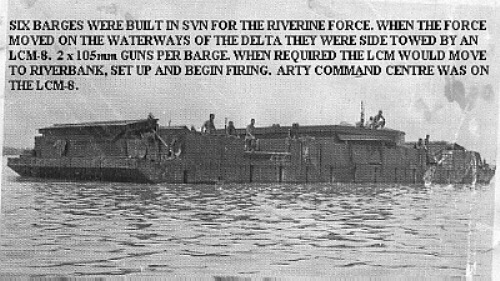 SIX BARGES WERE BUILT IN SVN FOR THE RIVERINE FORCE. WHEN THE FORCE
MOVED ON THE WATERWAYS OF THE DELTA THEY WERE SIDE TOWED BY AN
LCM-8. 2 x 105mm GUNS PER BARGE. WHEN REQUIRED THE LCM WOULD MOVE
TO RIVERBANK, SET UP AND BEGIN FIRING. ARTY COMMAND CENTRE WAS ON
THE LCM-8.